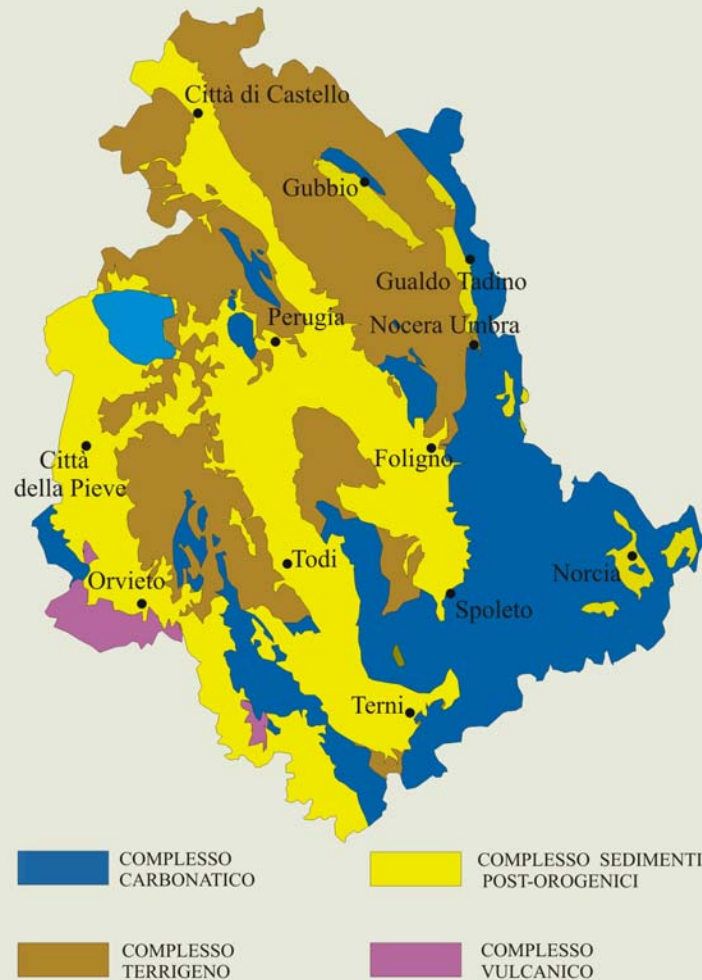 Città di Castello
Gubbio
Gualdo Tadino
Perugia
Nocera Umbra
Città
della Pieve
Foligno
Todi
Norcia
Orvieto
Spoleto
Terni
COMPLESSO
CARBONATICO
COMPLESSO SEDIMENTI
POST-OROGENICI
COMPLESSO
TERRIGENO
COMPLESSO
VULCANICO